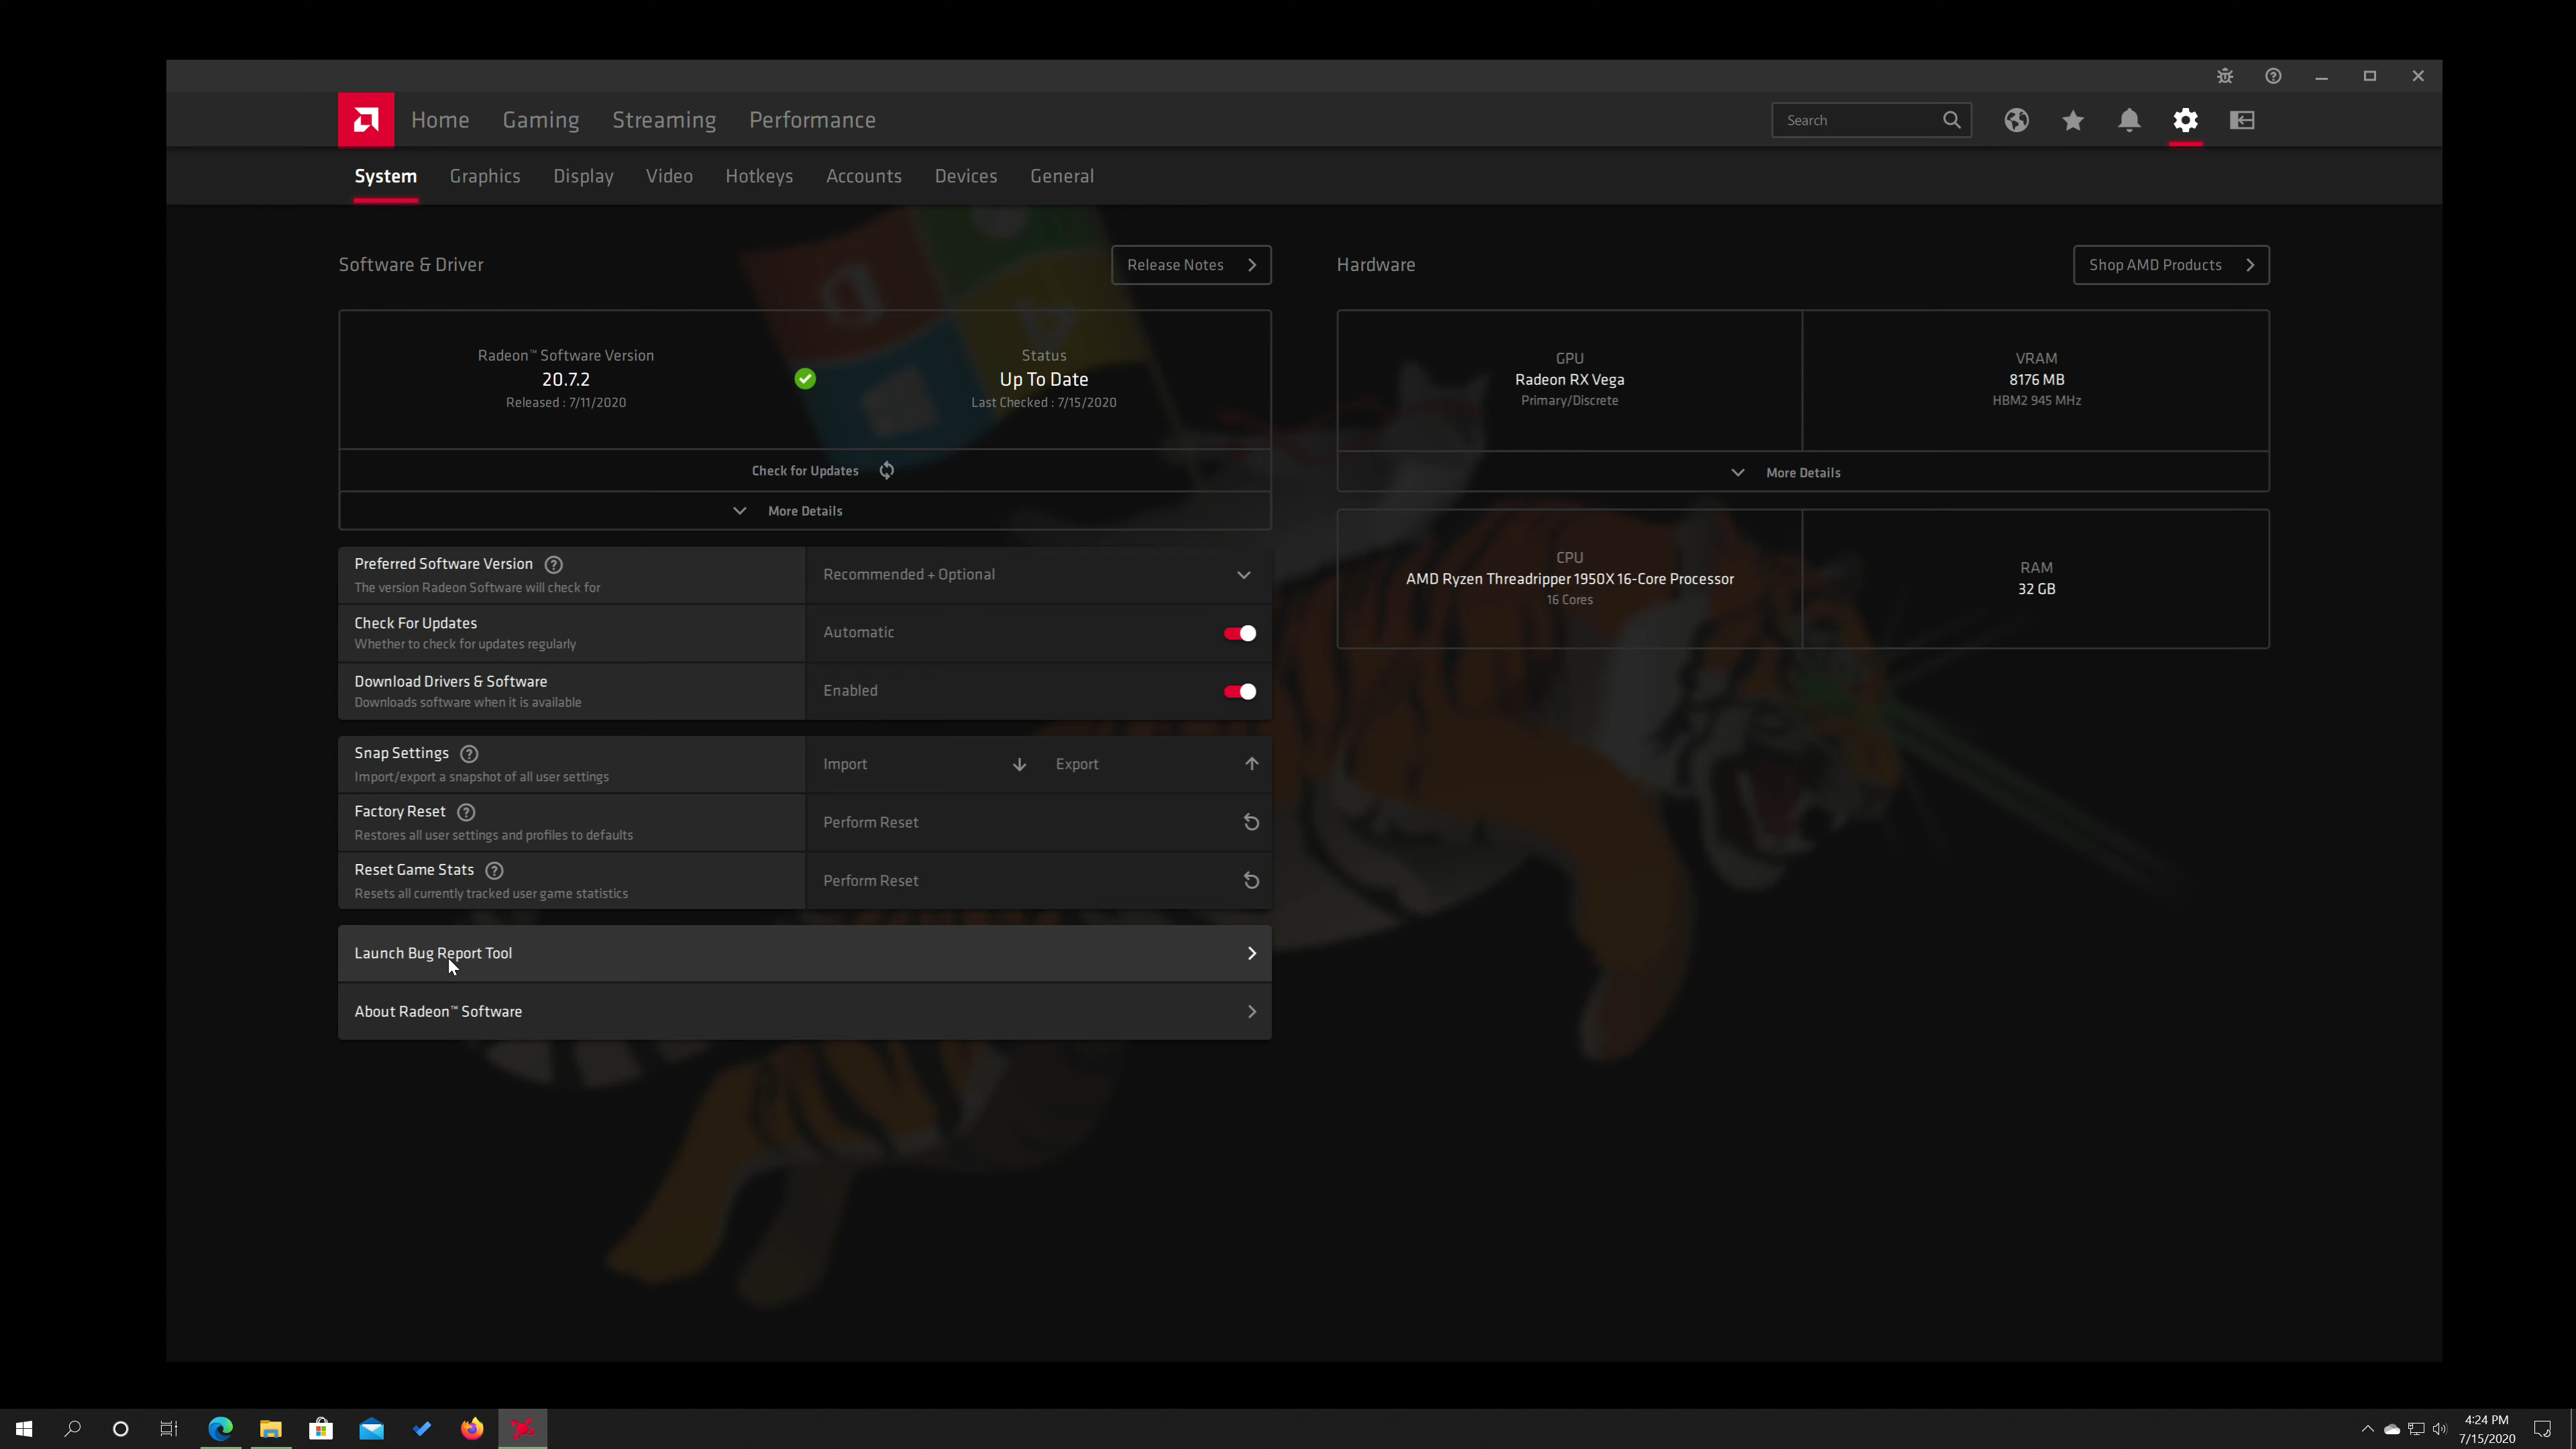 Home Gaming Streaming Performance Search
System Graphics Display Video Hotkeys Accounts Devices General
Software & Driver
Release Notes
Radeon™ Software Version
20.7.2
Released : 7/11/2020
Status
Up To Date
Last Checked : 7/15/2020
Check for Updates
More Details
Preferred Software Version
The version Radeon Software will check for
Recommended + Optional
Check For Updates
Whether to check for updates regularly
Automatic
Download Drivers & Software
Downloads software when it is available
Enabled
Snap Settings
Import/export a snapshot of all user settings
Import Export
Factory Reset
Restores all user settings and profiles to defaults
Perform Reset
Reset Game Stats
Resets all currently tracked user game statistics
Perform Reset
Launch Bug Report Tool
About Radeon™ Software
Hardware
Shop AMD Products
GPU
Radeon RX Vega
Primary/Discrete
VRAM
8176 MB
HBM2 945 MHz
More Details
CPU
AMD Ryzen Threadripper 1950X 16-Core Processor
16 Cores
RAM
32 GB
4:24 PM
7/15/2020